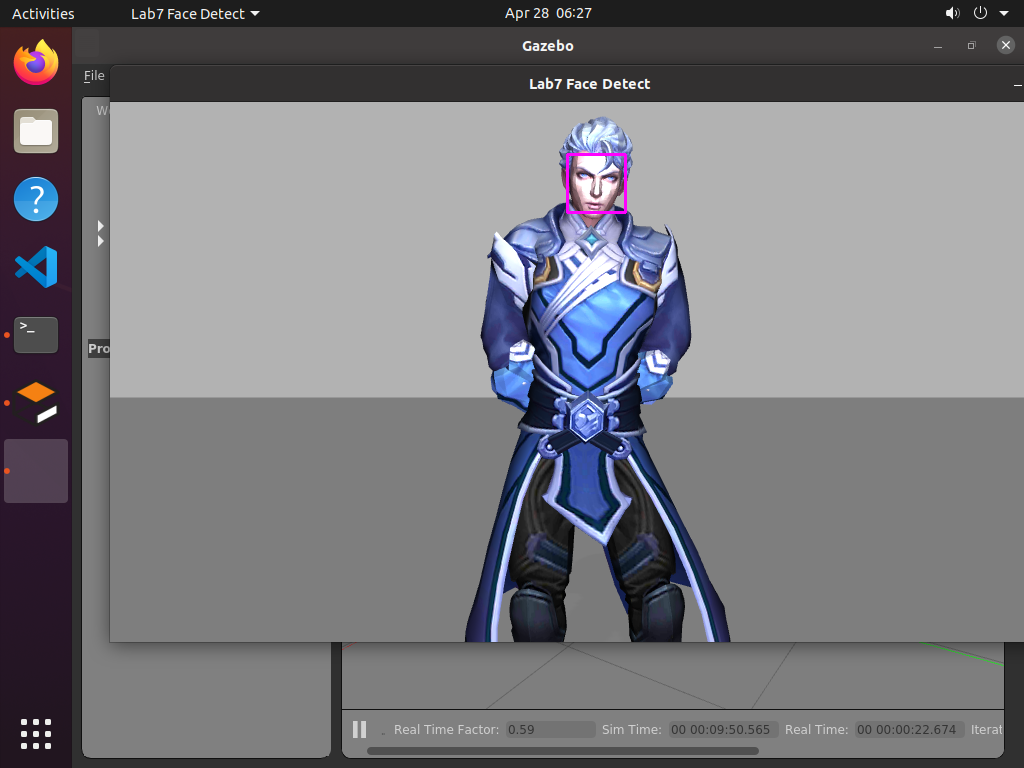 Activities Lab7 Face Detect Apr 28 06:27
Gazebo
File
Lab7 Face Detect
W
>_
Pro
Real Time Factor: 0.59 Sim Time: 00 00:09:50.565 Real Time: 00 00:00:22.674 Iterat